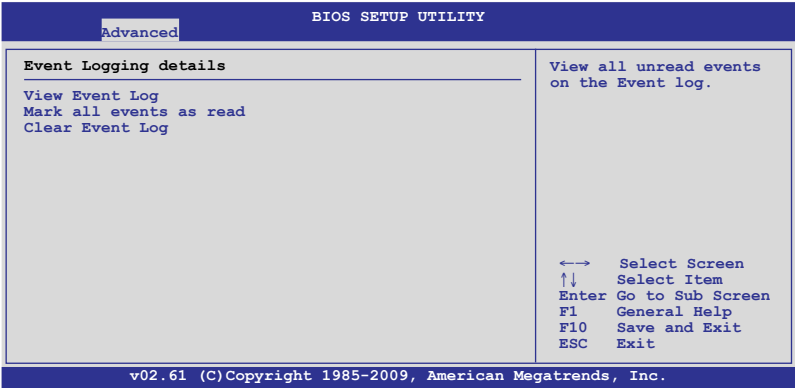 BIOS SETUP UTILITY
Advanced
Event Logging details
View Event Log
Mark all events as read
Clear Event Log
View all unread events
on the Event log.
←→ Select Screen
↑↓ Select Item
Enter Go to Sub Screen
F1 General Help
F10 Save and Exit
ESC Exit
v02.61 (C)Copyright 1985-2009, American Megatrends, Inc.